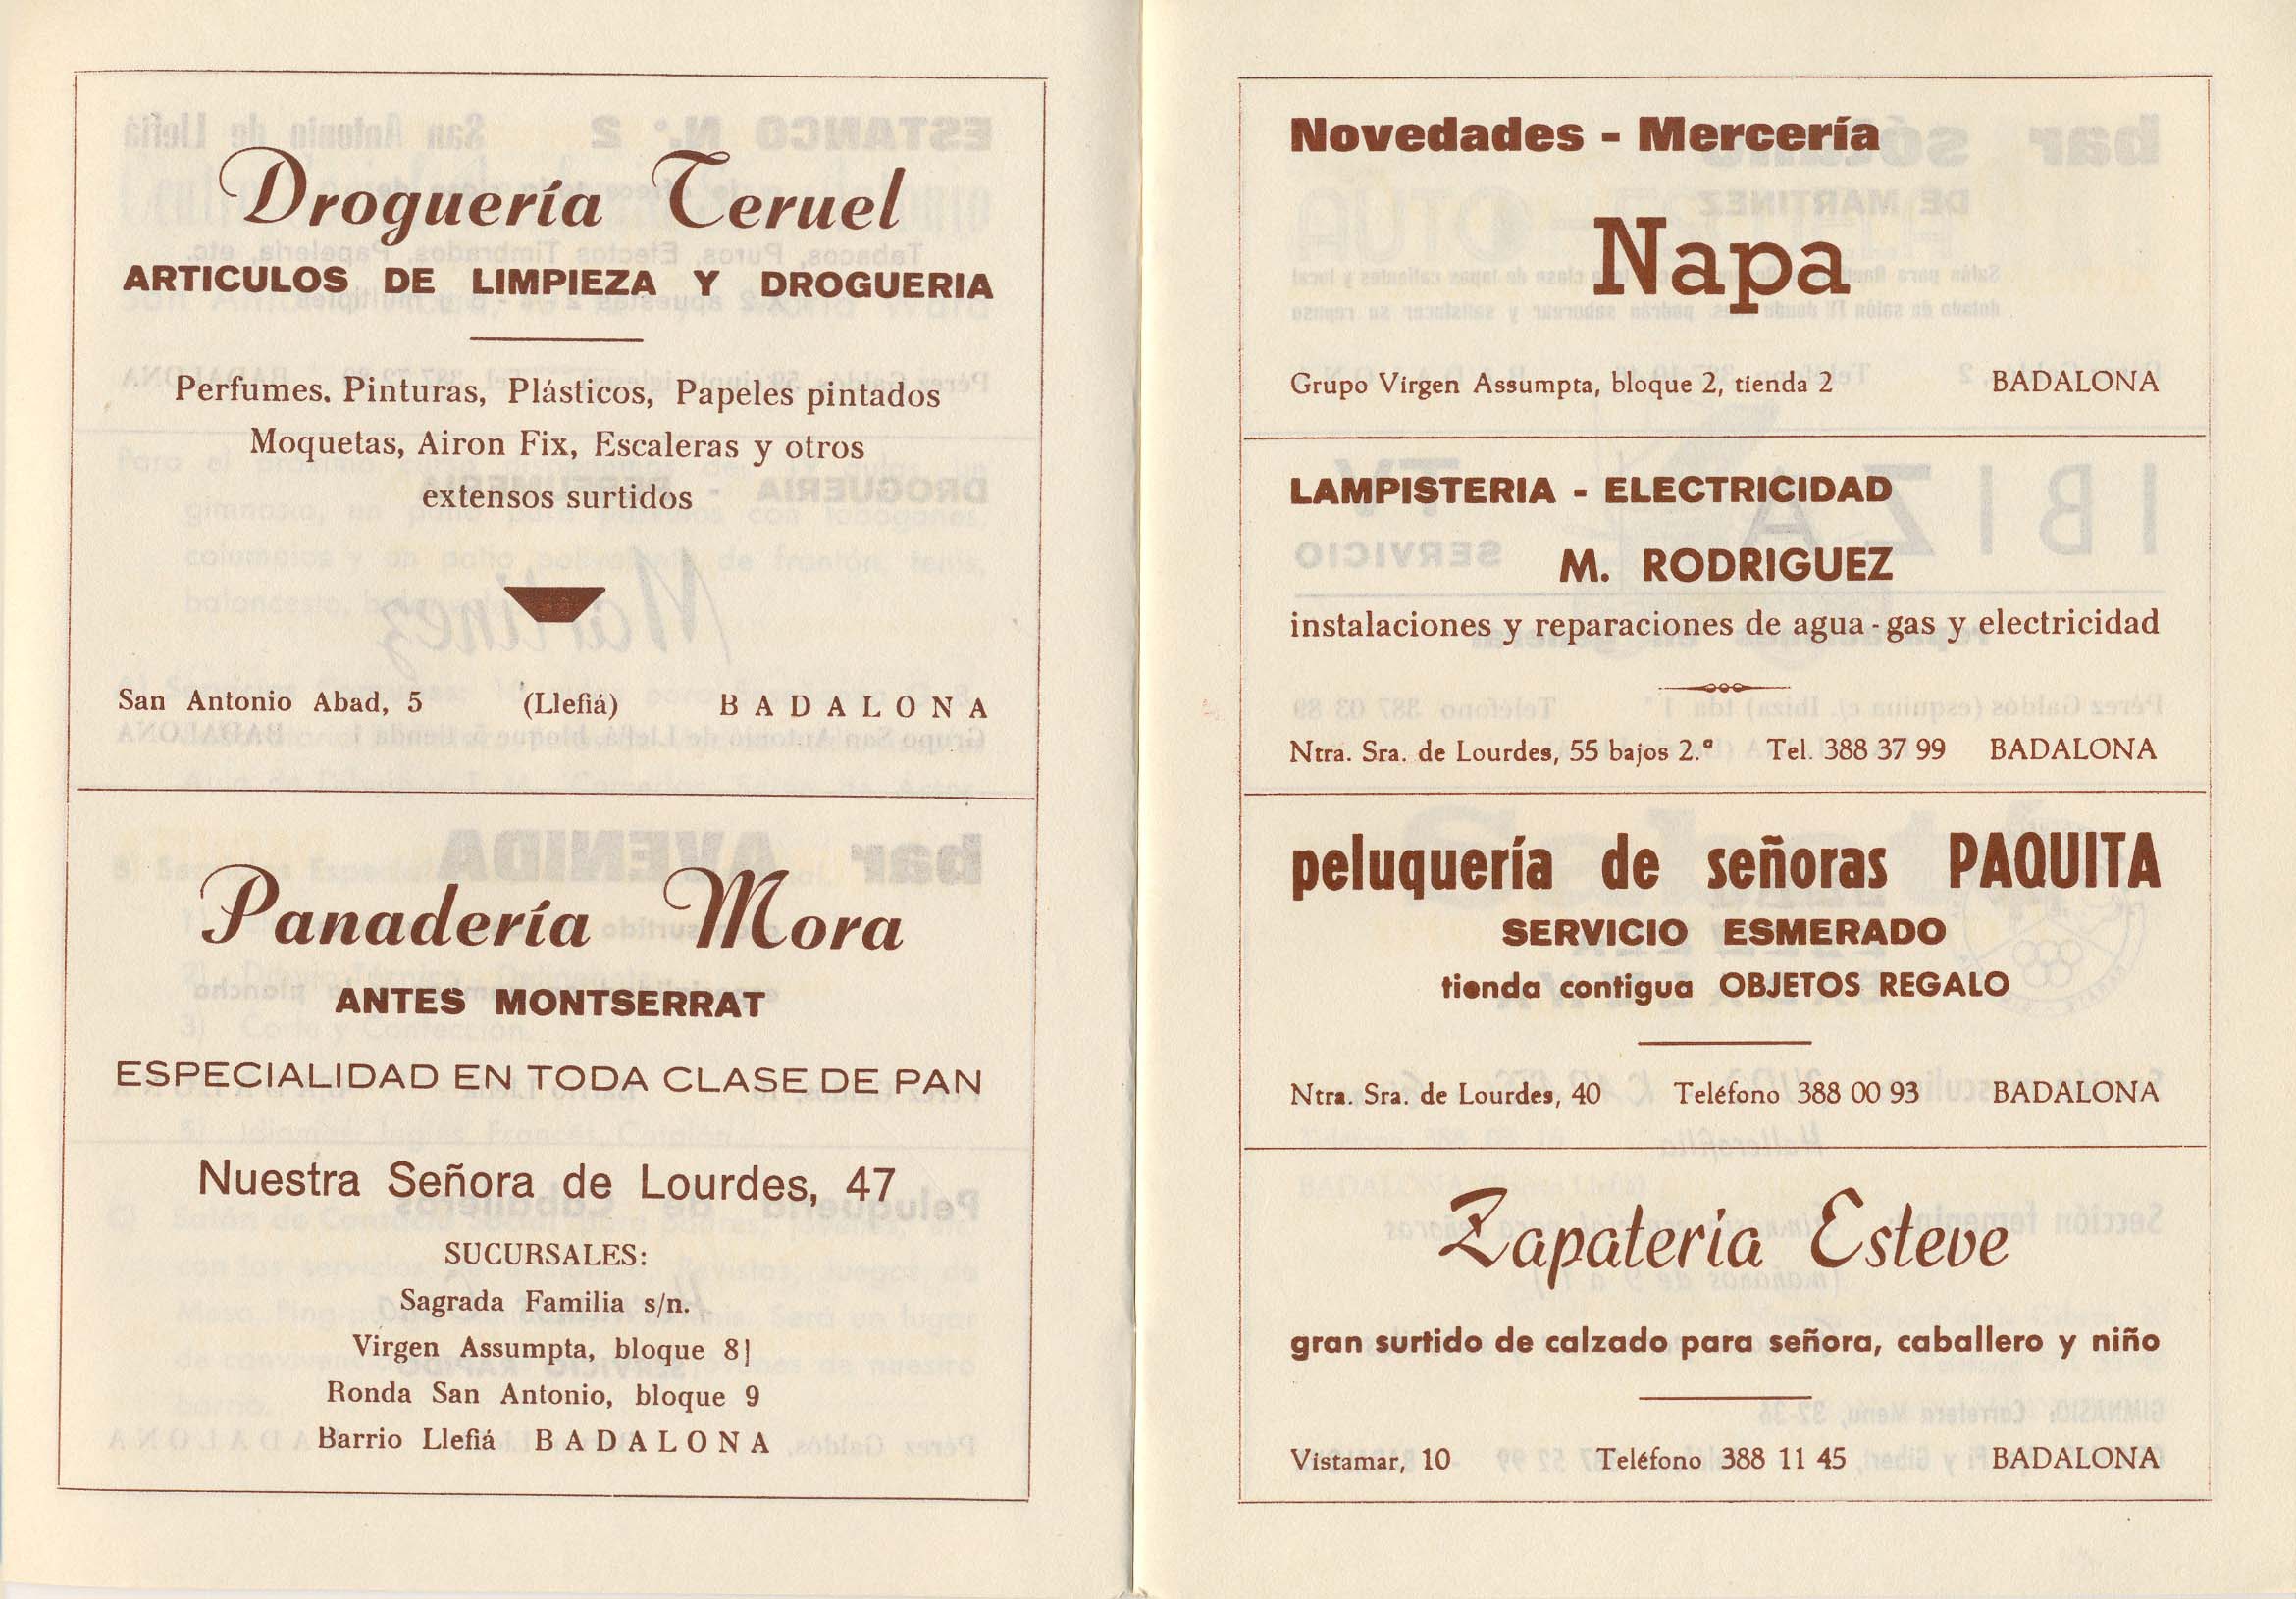 Droguería Teruel
ARTICULOS DE LIMPIEZA Y DROGUERIA
Perfumes. Pinturas, Plásticos, Papeles pintados
Moquetas, Airon Fix, Escaleras y otros
extensos surtidos
San Antonio Abad, 5 (Llefiá) BADALONA
Panadería Mora
ANTES MONTSERRAT
ESPECIALIDAD EN TODA CLASE DE PAN
Nuestra Señora de Lourdes, 47
SUCURSALES:
Sagrada Familia s/n.
Virgen Assumpta, bloque 8|
Ronda San Antonio, bloque 9
Barrio Llefiá BADALONA
Novedades - Mercería
Napa
Grupo Virgen Assumpta, bloque 2, tienda 2 BADALONA
LAMPISTERIA - ELECTRICIDAD
M. RODRIGUEZ
instalaciones y reparaciones de agua - gas y electricidad
Ntra. Sra. de Lourdes, 55 bajos 2.ª Tel. 388 37 99 BADALONA
peluquería de señoras PAQUITA
SERVICIO ESMERADO
tienda contigua OBJETOS REGALO
Ntra. Sra. de Lourdes, 40 Teléfono 388 00 93 BADALONA
Zapateria Esteve
gran surtido de calzado para señora, caballero y niño
Vistamar, 10 Teléfono 388 11 45 BADALONA